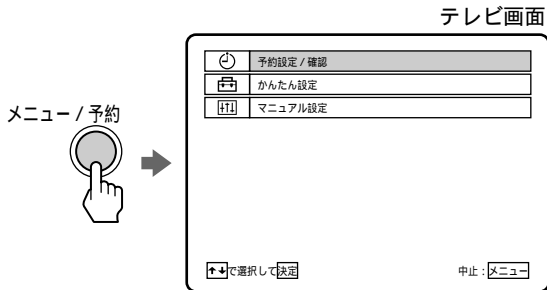 テレビ画面
メニュー / 予約
予約設定 / 確認
かんたん設定
マニュアル設定
↑↓で選択して決定
中止 : メニュー